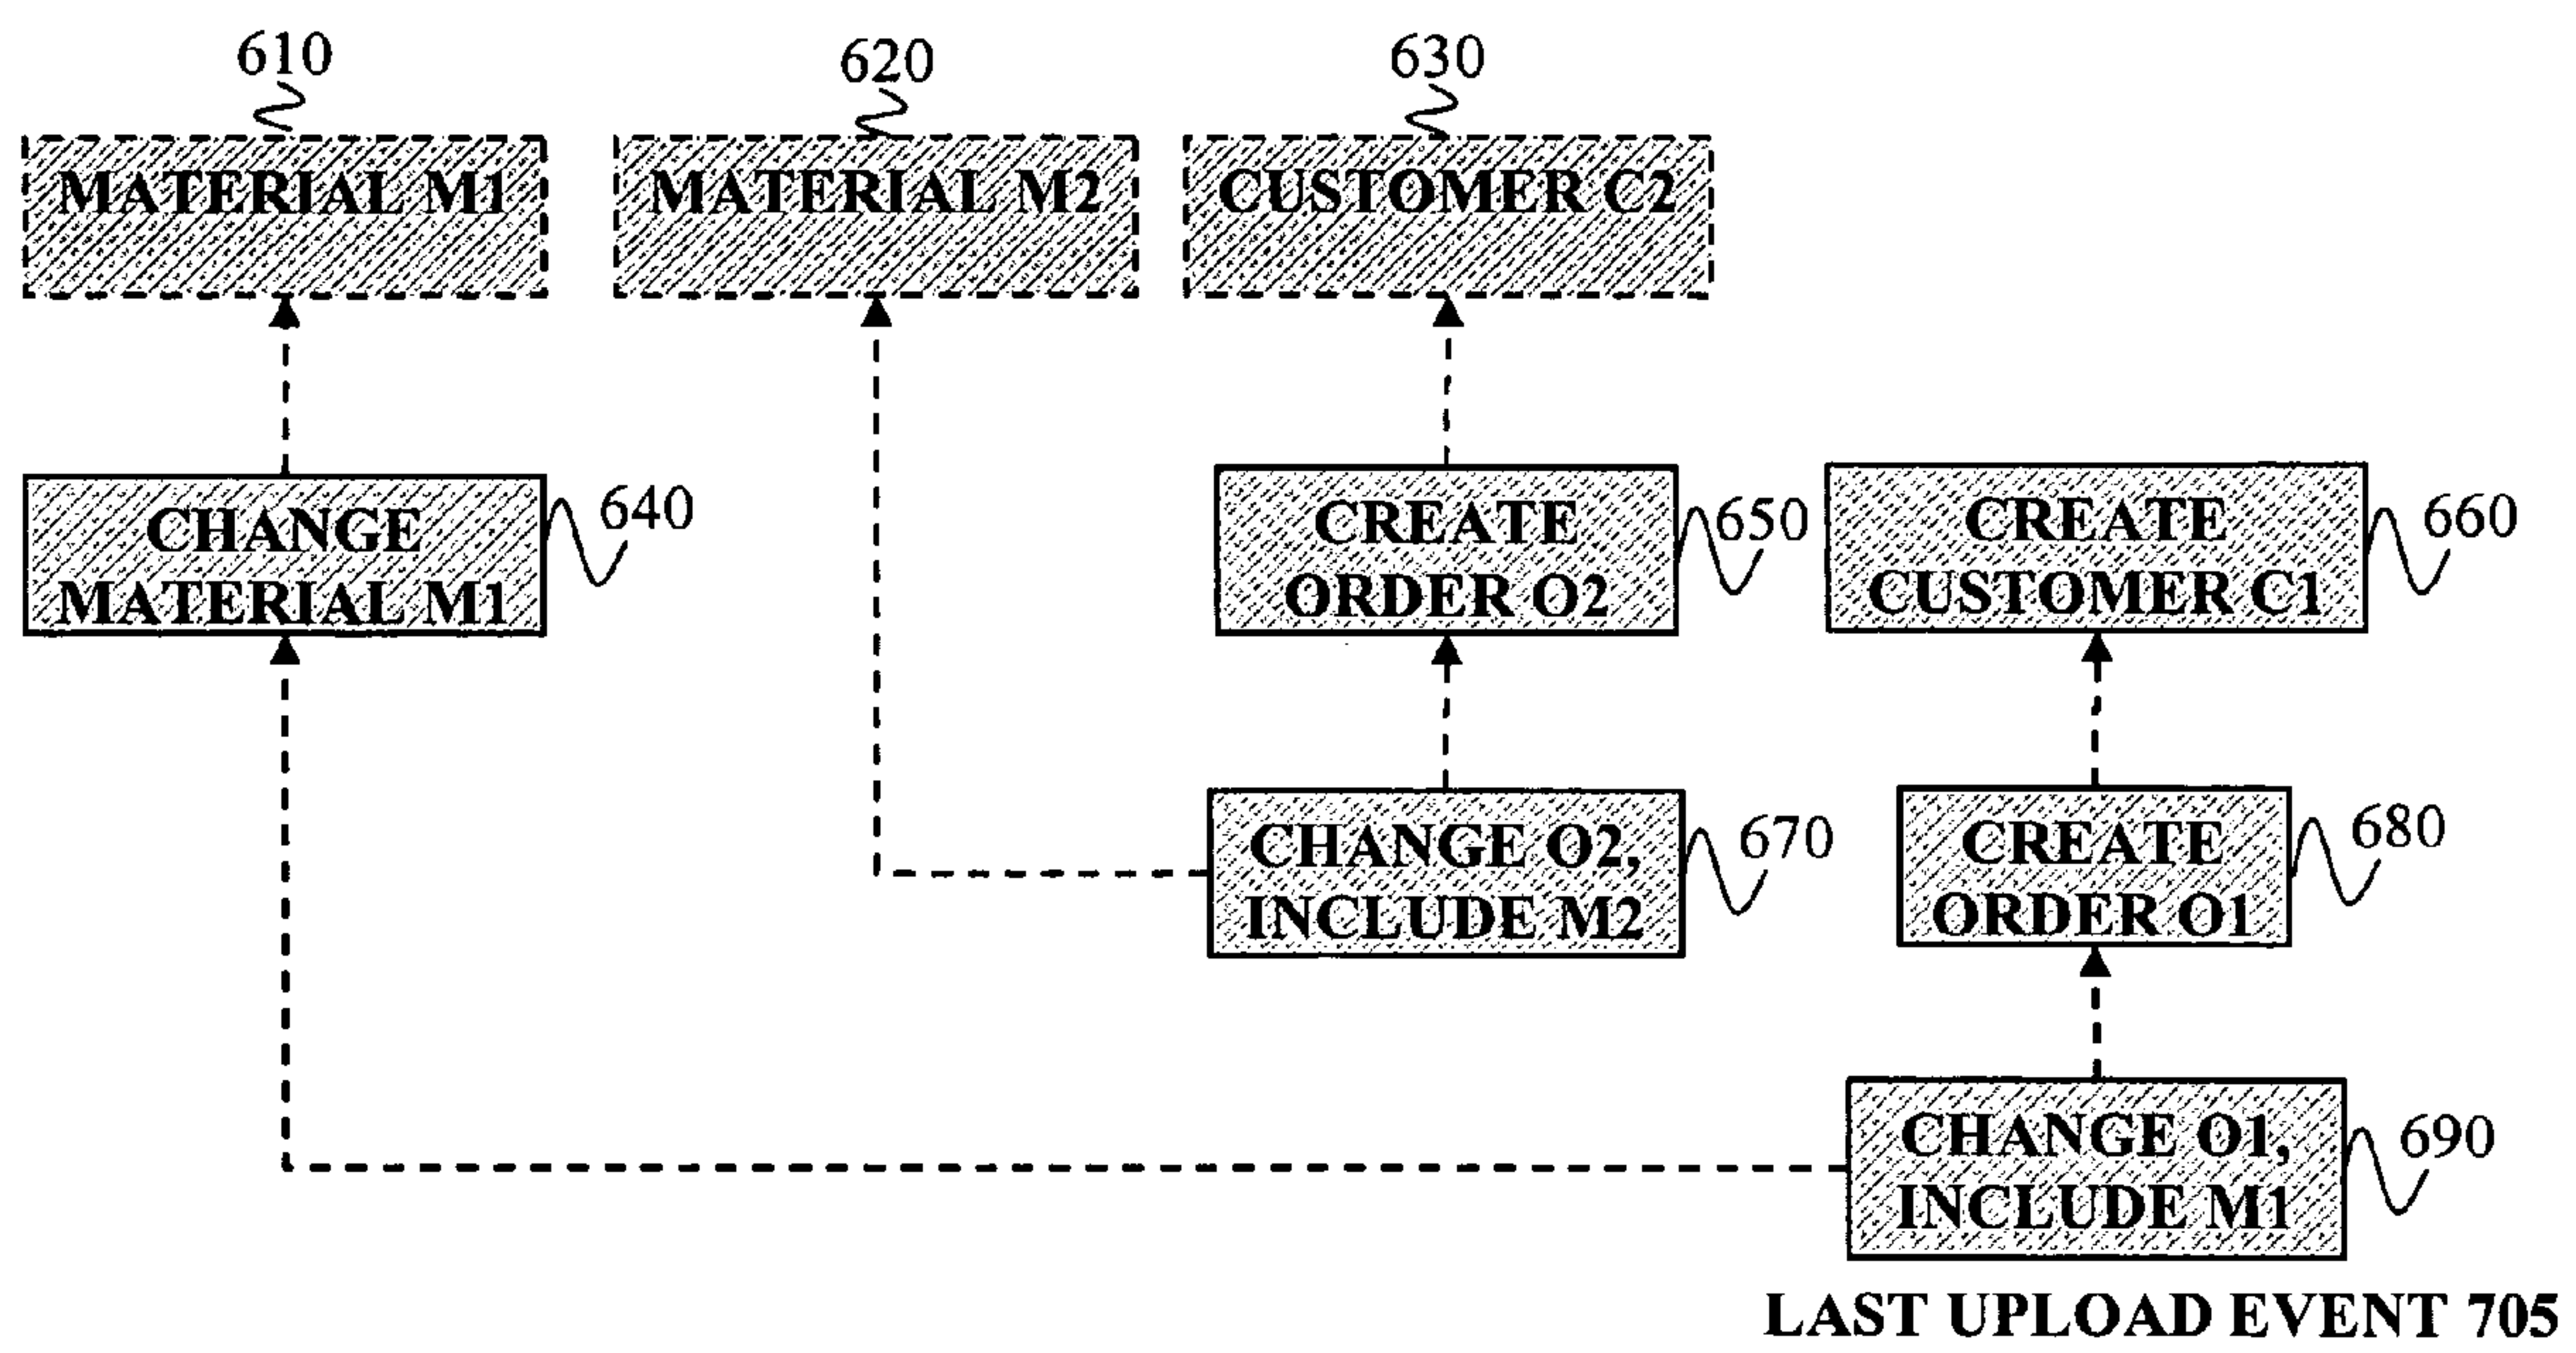 610
620
630
MATERIAL M1
MATERIAL M2
CUSTOMER C2
CHANGE
MATERIAL M1
640
CREATE
ORDER O2
650
CREATE
CUSTOMER C1
660
CHANGE O2,
INCLUDE M2
670
CREATE
ORDER O1
680
CHANGE O1,
INCLUDE M1
690
LAST UPLOAD EVENT 705